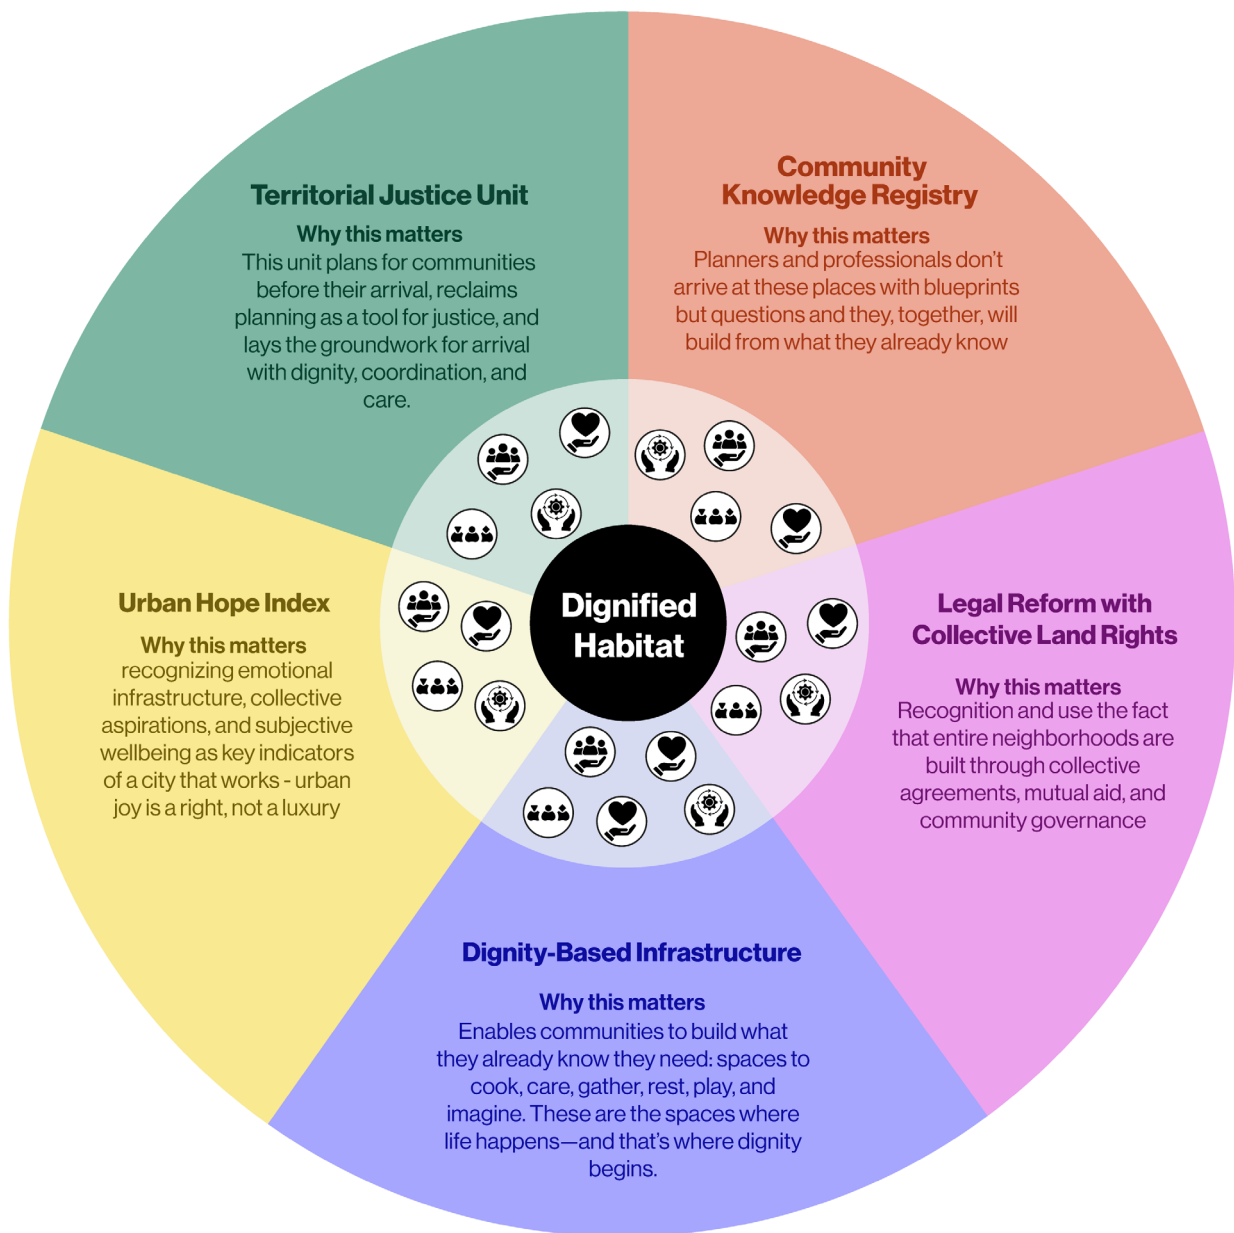 Territorial Justice Unit
Why this matters
This unit plans for communities
before their arrival, reclaims
planning as a tool for justice, and
lays the groundwork for arrival
with dignity, coordination, and
care.
Community
Knowledge Registry
Why this matters
Planners and professionals don't
arrive at these places with blueprints
but questions and they, together, will
build from what they already know
Dignified
Habitat
Urban Hope Index
Why this matters
recognizing emotional
infrastructure, collective
aspirations, and subjective
wellbeing as key indicators
of a city that works - urban
joy is a right, not a luxury
Legal Reform with
Collective Land Rights
Why this matters
Recognition and use the fact
that entire neighborhoods are
built through collective
agreements, mutual aid, and
community governance
Dignity-Based Infrastructure
Why this matters
Enables communities to build what
they already know they need: spaces to
cook, care, gather, rest, play, and
imagine. These are the spaces where
life happens—and that's where dignity
begins.